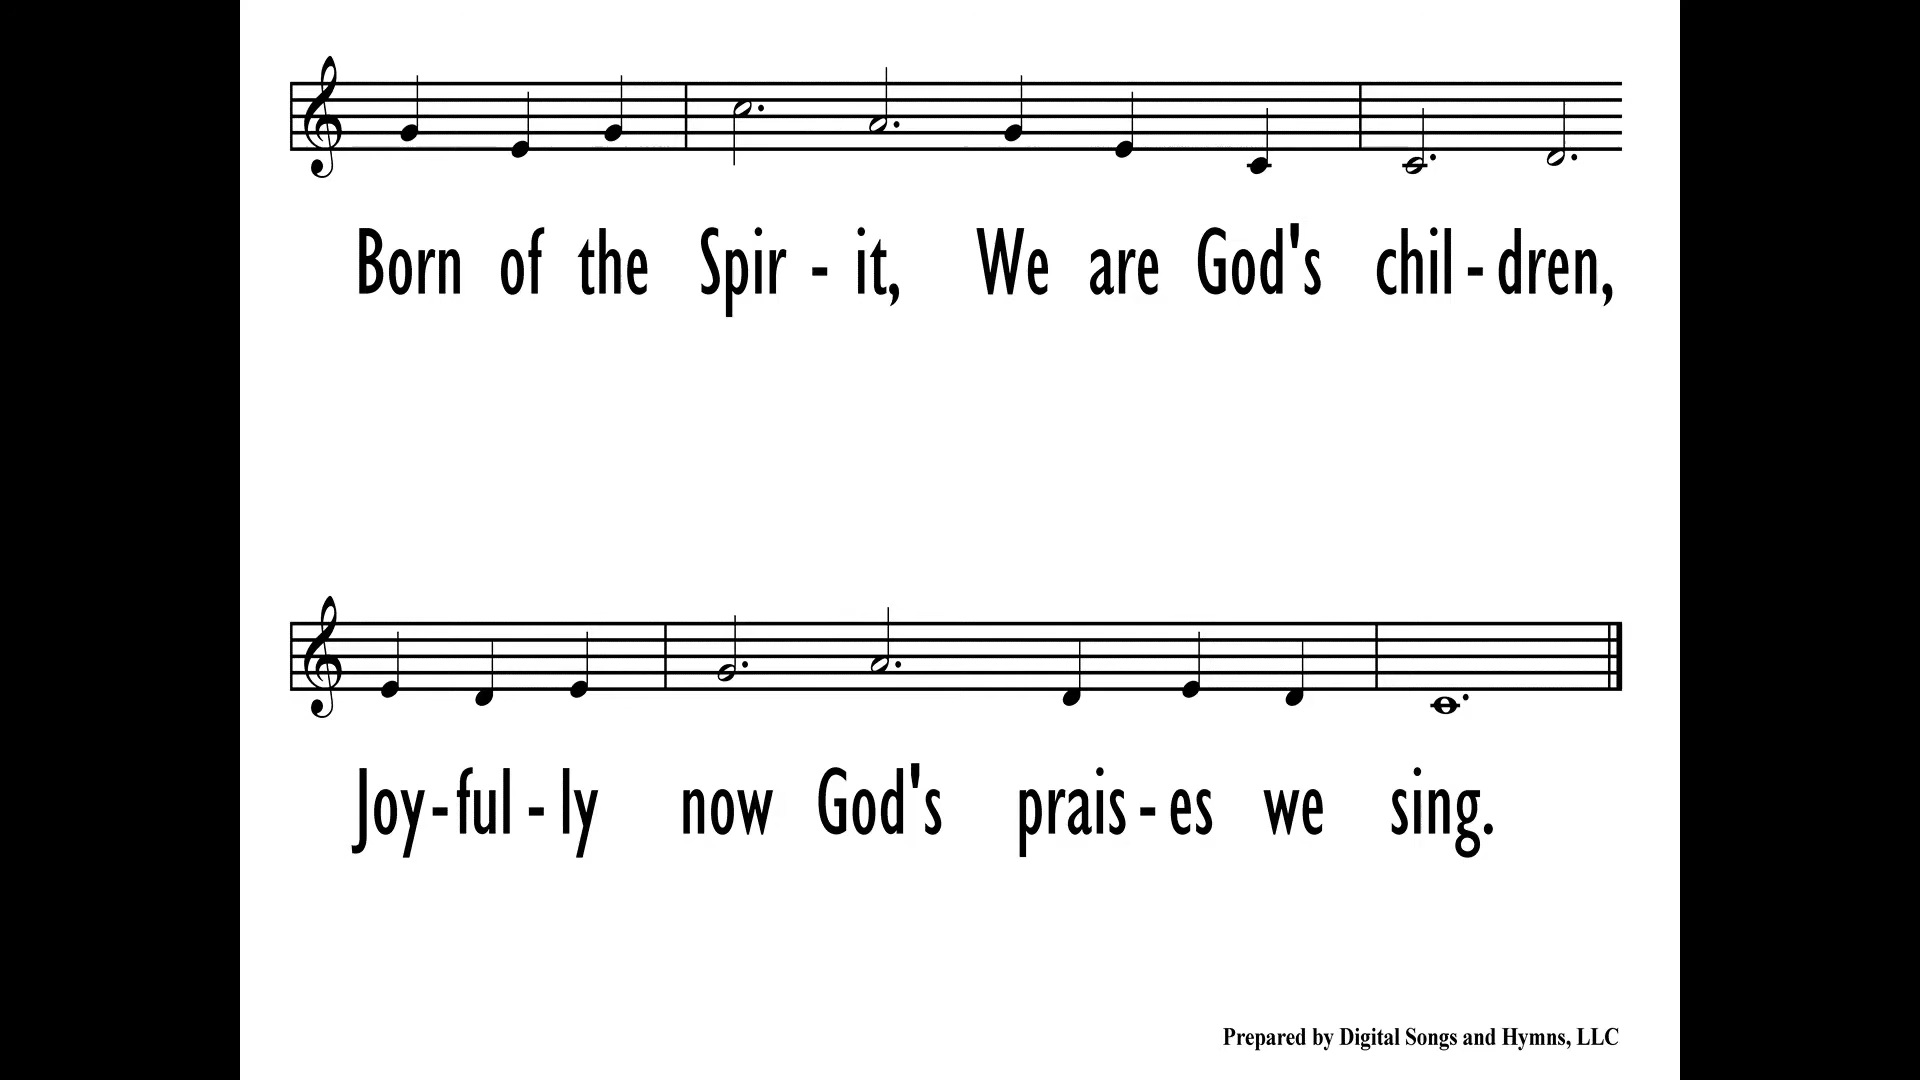 Born of the Spir - it, We are God's chil - dren,
Joy - ful - ly now God's prais - es we sing.
Prepared by Digital Songs and Hymns, LLC